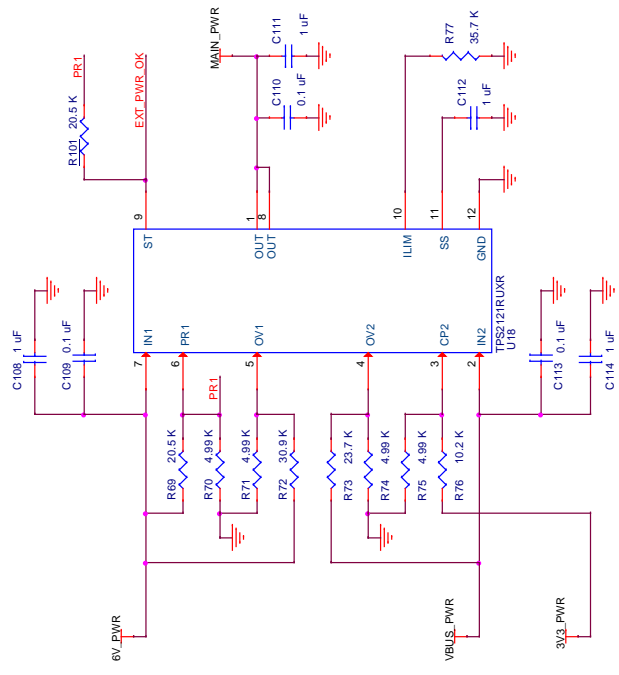 MAIN_PWR
C111
1 uF
C110
0.1 uF
R77
35.7 K
C112
1 uF
PR1
R101
20.5 K
EXT_PWR_OK
9
1
8
10
11
12
ST
OUT
OUT
ILIM
SS
GND
TPS2121RUXR
U18
IN1
PR1
OV1
OV2
CP2
IN2
7
6
5
4
3
2
C108
1 uF
C109
0.1 uF
C113
0.1 uF
C114
1 uF
PR1
R69
20.5 K
R70
4.99 K
R71
4.99 K
R72
30.9 K
R73
23.7 K
R74
4.99 K
R75
4.99 K
R76
10.2 K
6V_PWR
VBUS_PWR
3V3_PWR